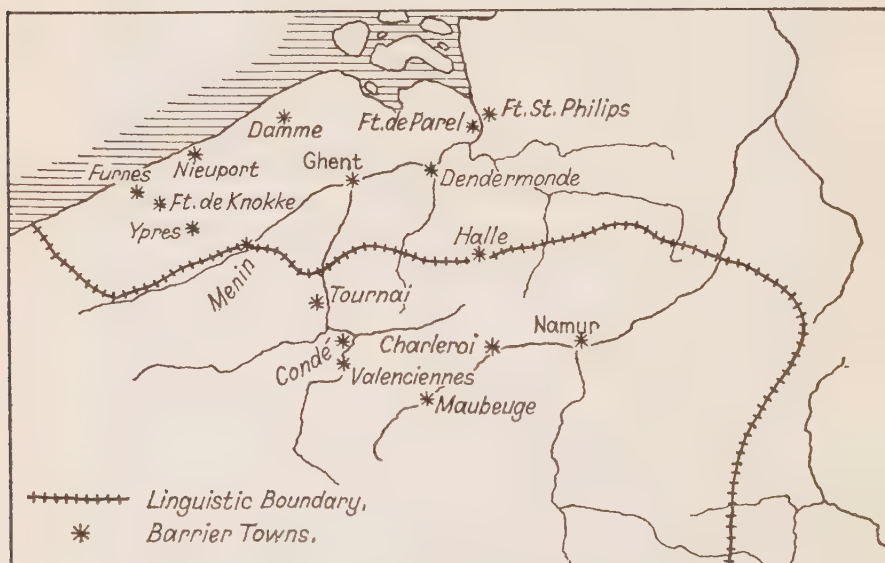 Damme
Ft. de Parel
Ft. St. Philips
Nieuport
Ghent
Furnes
Dendermonde
Ft. de Knokke
Ypres
Halle
Menin
Tournai
Namur
Condé
Charleroi
Valenciennes
Maubeuge
Linguistic Boundary.
Barrier Towns.